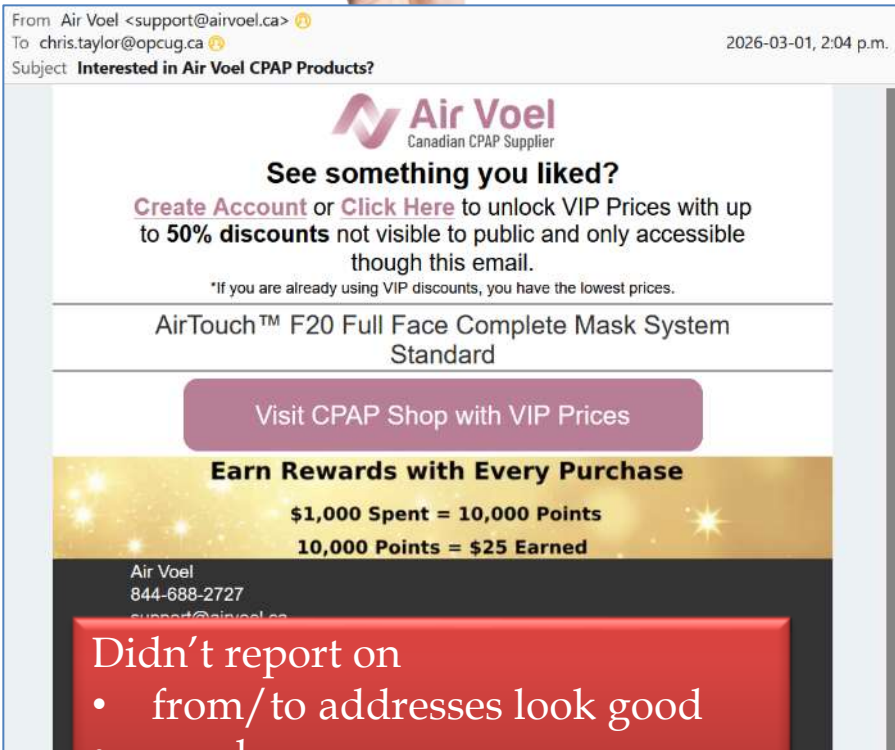 From Air Voel <support@airvoel.ca>
To chris.taylor@opcug.ca
2026-03-01, 2:04 p.m.
Subject Interested in Air Voel CPAP Products?
Air Voel
Canadian CPAP Supplier
See something you liked?
Create Account or Click Here to unlock VIP Prices with up
to 50% discounts not visible to public and only accessible
though this email.
*If you are already using VIP discounts, you have the lowest prices.
AirTouch™ F20 Full Face Complete Mask System
Standard
Visit CPAP Shop with VIP Prices
Earn Rewards with Every Purchase
$1,000 Spent = 10,000 Points
10,000 Points = $25 Earned
Air Voel
844-688-2727
support@airvoel.ca
Didn't report on
• from/to addresses look good